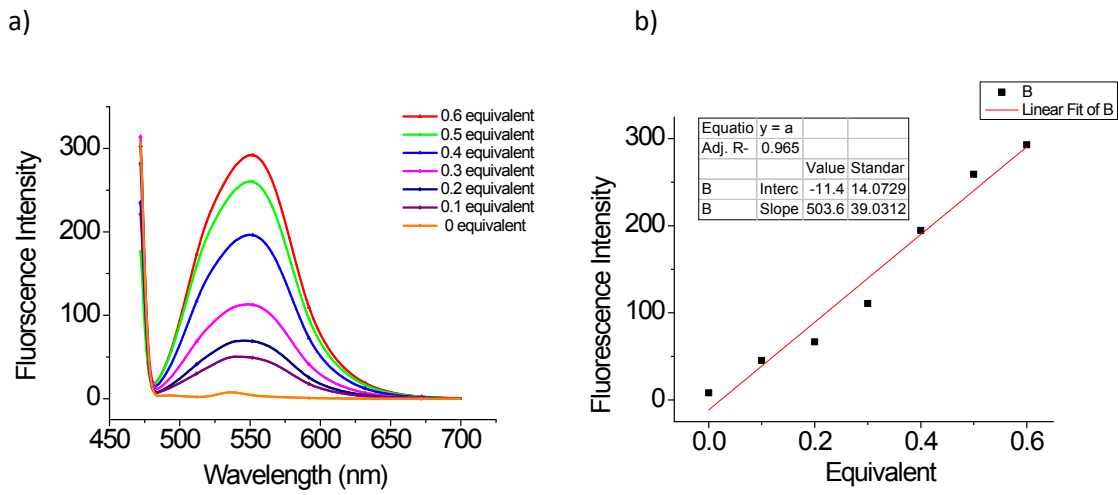 a)
Fluorscence Intensity
300
200
100
0
450 500 550 600 650 700
Wavelength (nm)
0.6 equivalent
0.5 equivalent
0.4 equivalent
0.3 equivalent
0.2 equivalent
0.1 equivalent
0 equivalent
b)
Fluorescence Intensity
300
200
100
0
0.0 0.2 0.4 0.6
Equivalent
B
Linear Fit of B
Equatio y = a
Adj. R- 0.965
Value Standar
B Interc -11.4 14.0729
B Slope 503.6 39.0312